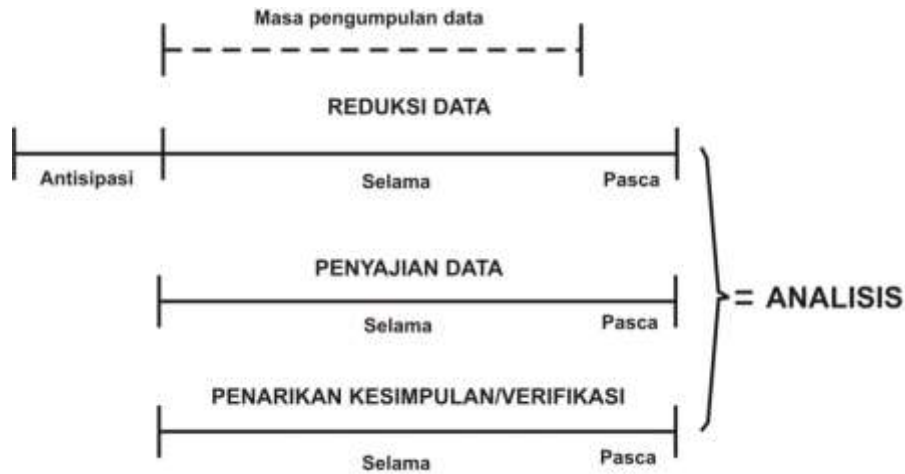 Masa pengumpulan data
REDUKSI DATA
Antisipasi Selama Pasca
PENYAJIAN DATA
= ANALISIS
Selama Pasca
PENARIKAN KESIMPULAN/VERIFIKASI
Selama Pasca